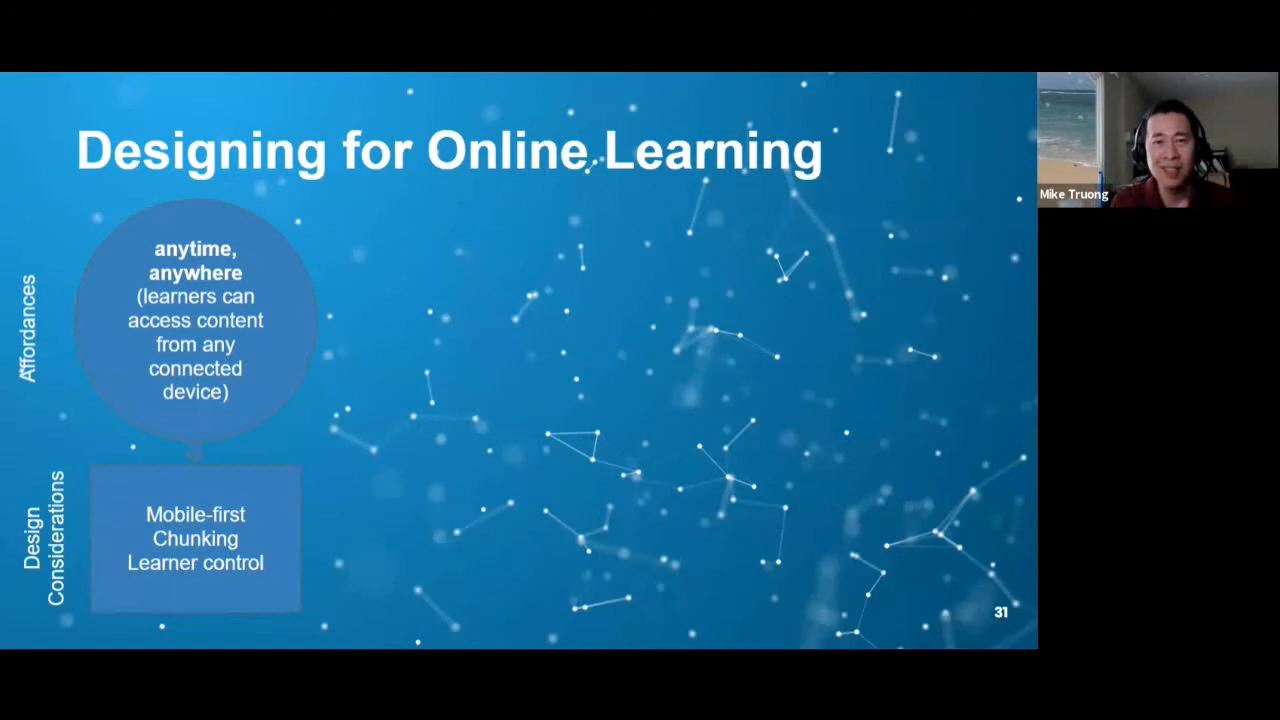 Designing for Online Learning
Mike Truong
Affordances
anytime,
anywhere
(learners can
access content
from any
connected
device)
Design
Considerations
Mobile-first
Chunking
Learner control
31